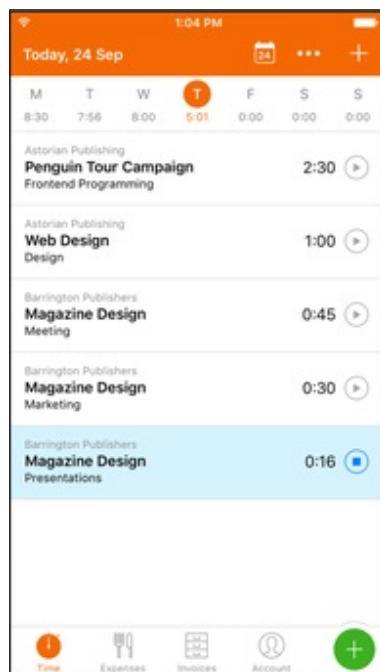 1:04 PM
Today, 24 Sep
24
M T W T F S S
8:30 7:56 8:00 5:01 0:00 0:00 0:00
Astorian Publishing
Penguin Tour Campaign 2:30
Frontend Programming
Astorian Publishing
Web Design 1:00
Design
Barrington Publishers
Magazine Design 0:45
Meeting
Barrington Publishers
Magazine Design 0:30
Marketing
Barrington Publishers
Magazine Design 0:16
Presentations
Time Expenses Invoices Account